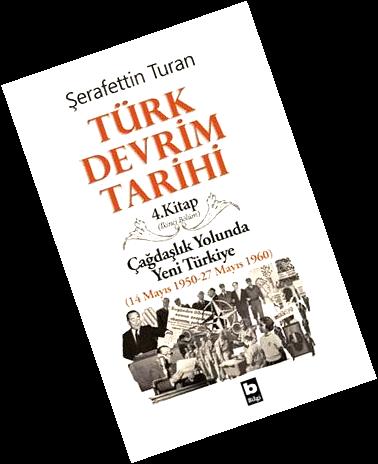 Şerafettin Turan
TÜRK
DEVRİM
TARİHİ
4.Kitap
(İkinci Bölüm)
Çağdaşlık Yolunda
Yeni Türkiye
(14 Mayıs 1950-27 Mayıs 1960)
b
Bilgi